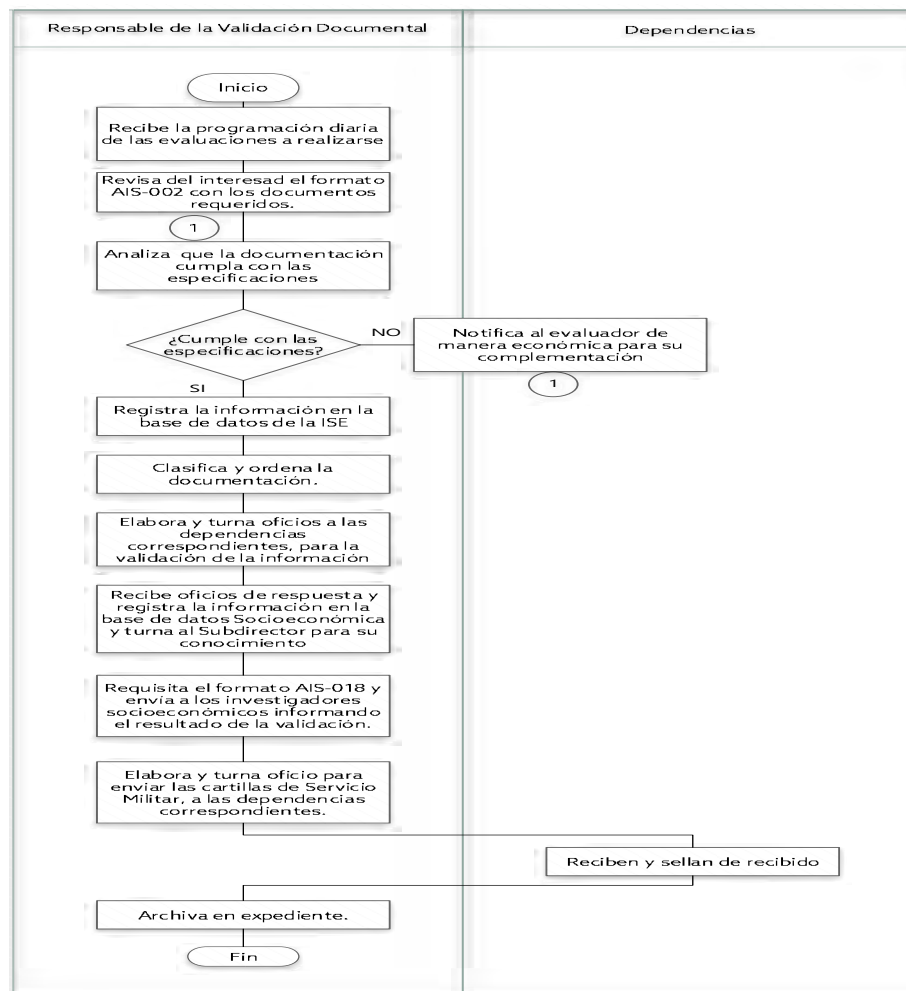 Responsable de la Validación Documental
Dependencias
Inicio
Recibe la programación diaria
de las evaluaciones a realizarse
Revisa del interesad el formato
AIS-002 con los documentos
requeridos.
1
Analiza que la documentación
cumpla con las
especificaciones
¿Cumple con las
especificaciones?
NO
Notifica al evaluador de
manera económica para su
complementación
1
SI
Registra la información en la
base de datos de la ISE
Clasifica y ordena la
documentación.
Elabora y turna oficios a las
dependencias
correspondientes, para la
validación de la información
Recibe oficios de respuesta y
registra la información en la
base de datos Socioeconómica
y turna al Subdirector para su
conocimiento
Requisita el formato AIS-018 y
envía a los investigadores
socioeconómicos informando
el resultado de la validación.
Elabora y turna oficio para
enviar las cartillas de Servicio
Militar, a las dependencias
correspondientes.
Reciben y sellan de recibido
Archiva en expediente.
Fin